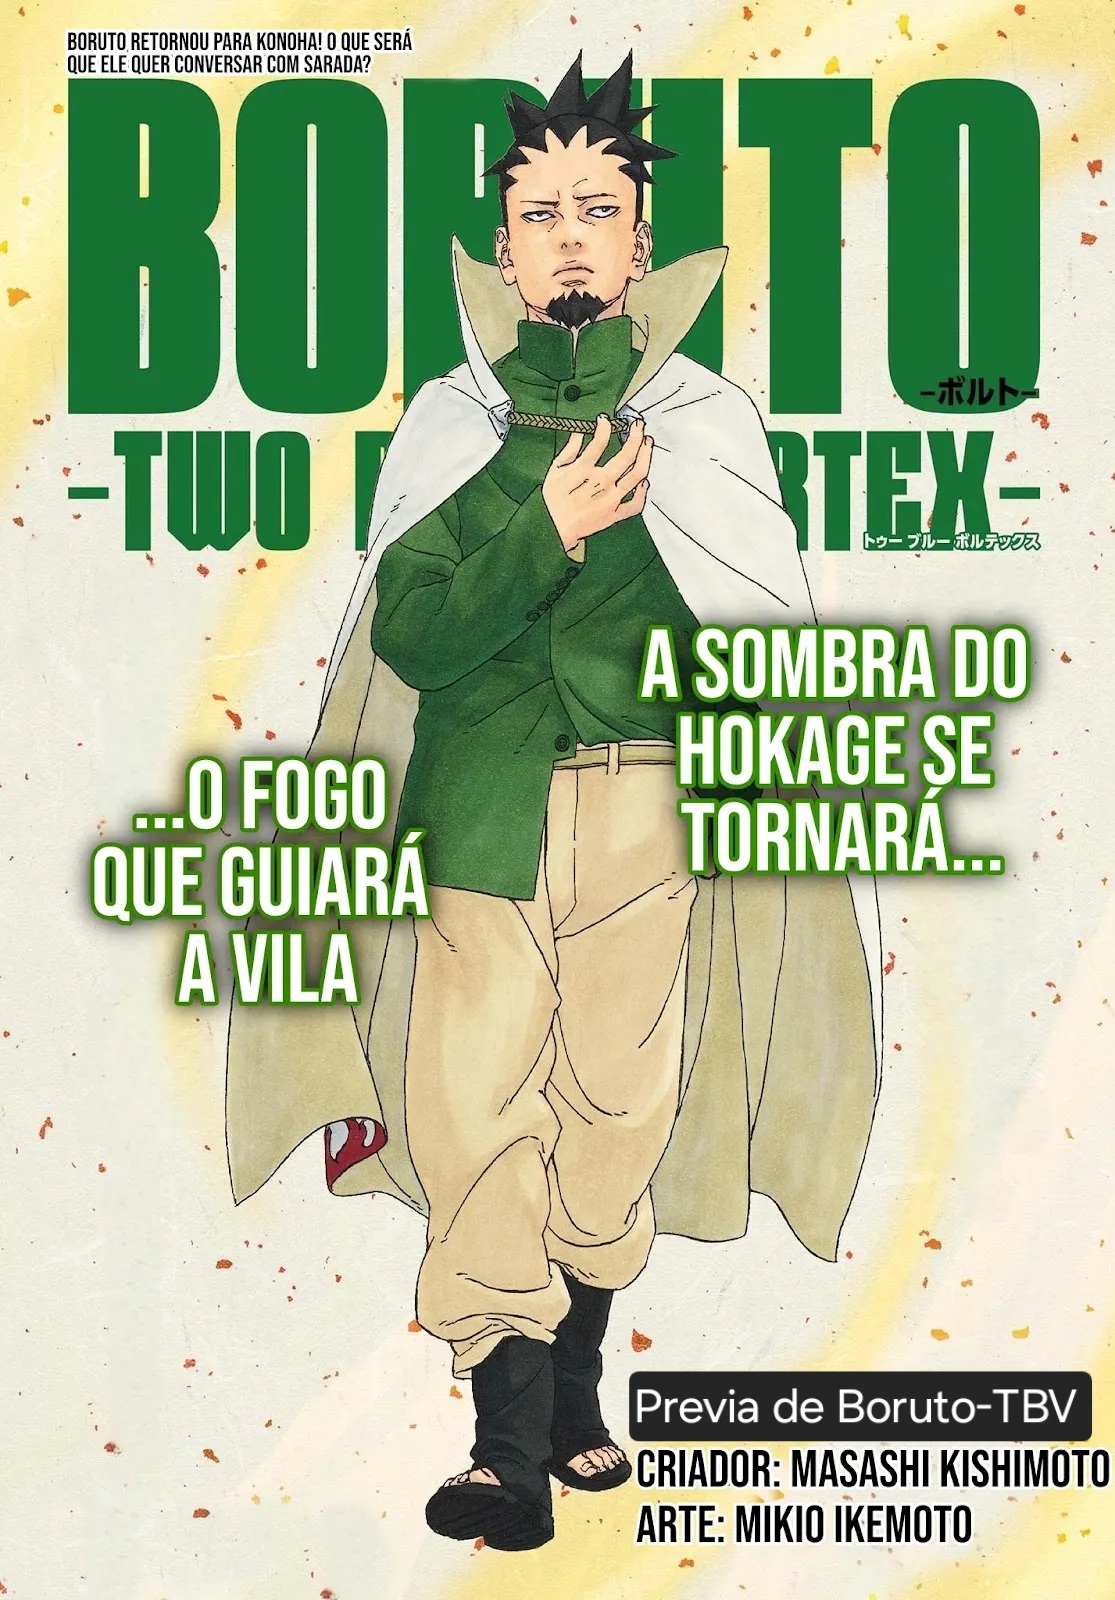 BORUTO RETORNOU PARA KONOHA! O QUE SERÁ
QUE ELE QUER CONVERSAR COM SARADA?
BORUTO
-ボルト-
-TWO B RTEX-
トゥー ブルー ボルテックス
A SOMBRA DO
HOKAGE SE
TORNARÁ...
...O FOGO
QUE GUIARÁ
A VILA
Previa de Boruto-TBV
CRIADOR: MASASHI KISHIMOTO
ARTE: MIKIO IKEMOTO